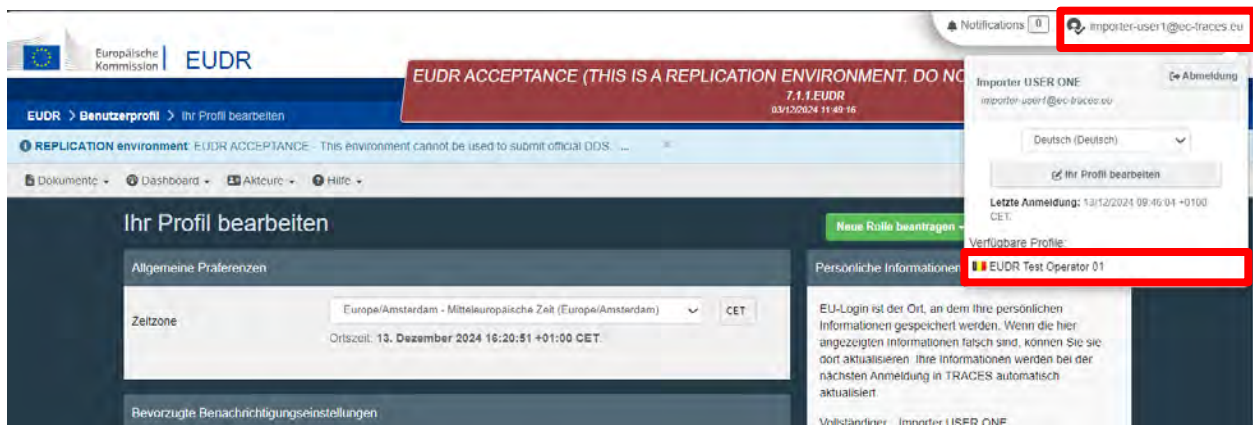 Notifications 0 importer-user1@ec-traces.eu
Europäische
Kommission
EUDR
EUDR ACCEPTANCE (THIS IS A REPLICATION ENVIRONMENT. DO NO
7.1.1.EUDR
03/12/2024 11:49:16
Importer USER ONE
Abmeldung
importer-user1@ec-traces.eu
EUDR > Benutzerprofil > Ihr Profil bearbeiten
REPLICATION environment: EUDR ACCEPTANCE - This environment cannot be used to submit official DDS. ... ×
Deutsch (Deutsch)
Ihr Profil bearbeiten
Dokumente Dashboard Akteure Hilfe
Letzte Anmeldung: 13/12/2024 09:46:04 +0100
CET.
Ihr Profil bearbeiten
Neue Rolle beantragen
Verfügbare Profile:
EUDR Test Operator 01
Allgemeine Präferenzen
Persönliche Informationen
Zeitzone
Europe/Amsterdam - Mitteleuropäische Zeit (Europe/Amsterdam)
CET
Ortszeit: 13. Dezember 2024 16:20:51 +01:00 CET.
EU-Login ist der Ort, an dem Ihre persönlichen
Informationen gespeichert werden. Wenn die hier
angezeigten Informationen falsch sind, können Sie sie
dort aktualisieren. Ihre Informationen werden bei der
nächsten Anmeldung in TRACES automatisch
aktualisiert.
Bevorzugte Benachrichtigungseinstellungen
Vollständiger Importer USER ONE